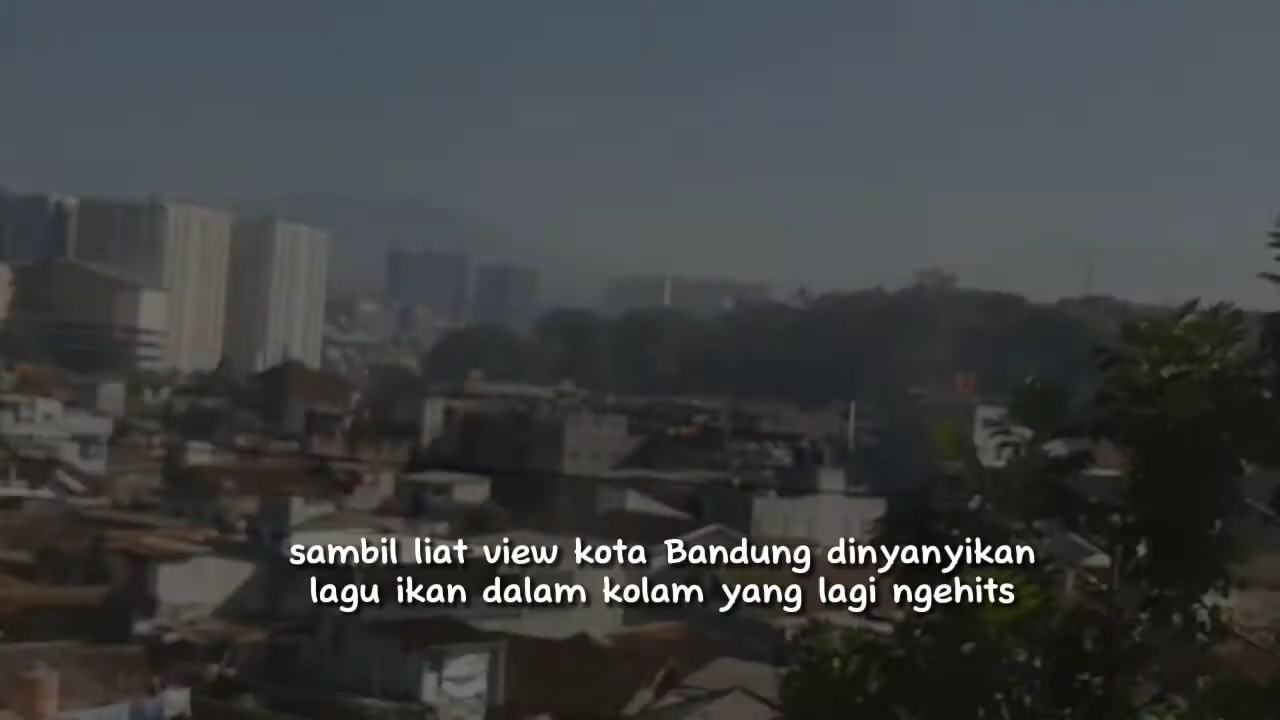 sambil liat view kota Bandung dinyanyikan
lagu ikan dalam kolam yang lagi ngehits